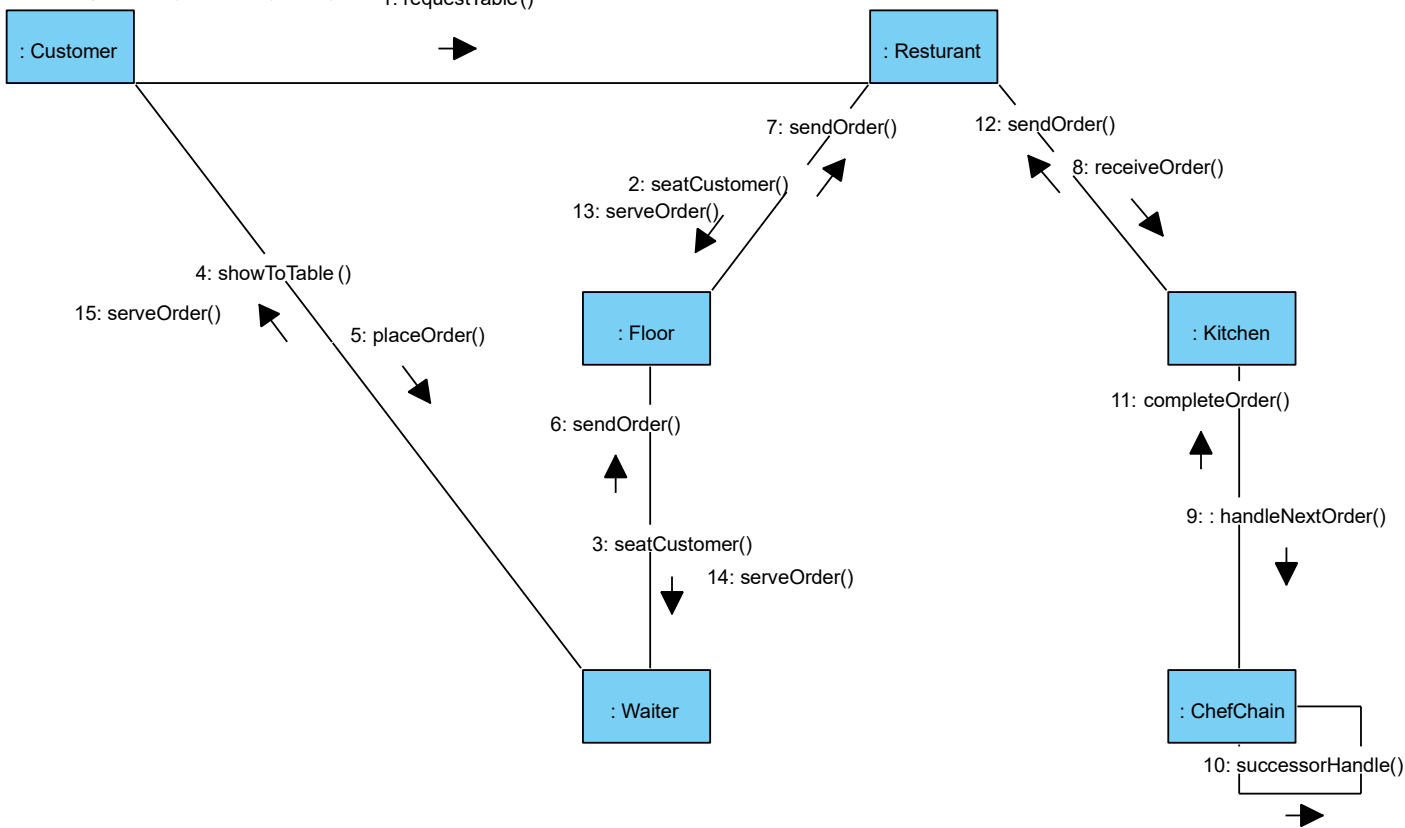 1: requestTable()
: Customer
: Resturant
7: sendOrder()
12: sendOrder()
8: receiveOrder()
2: seatCustomer()
13: serveOrder()
4: showToTable ()
15: serveOrder()
5: placeOrder()
: Floor
: Kitchen
11: completeOrder()
6: sendOrder()
9: : handleNextOrder()
3: seatCustomer()
14: serveOrder()
: Waiter
: ChefChain
10: successorHandle()